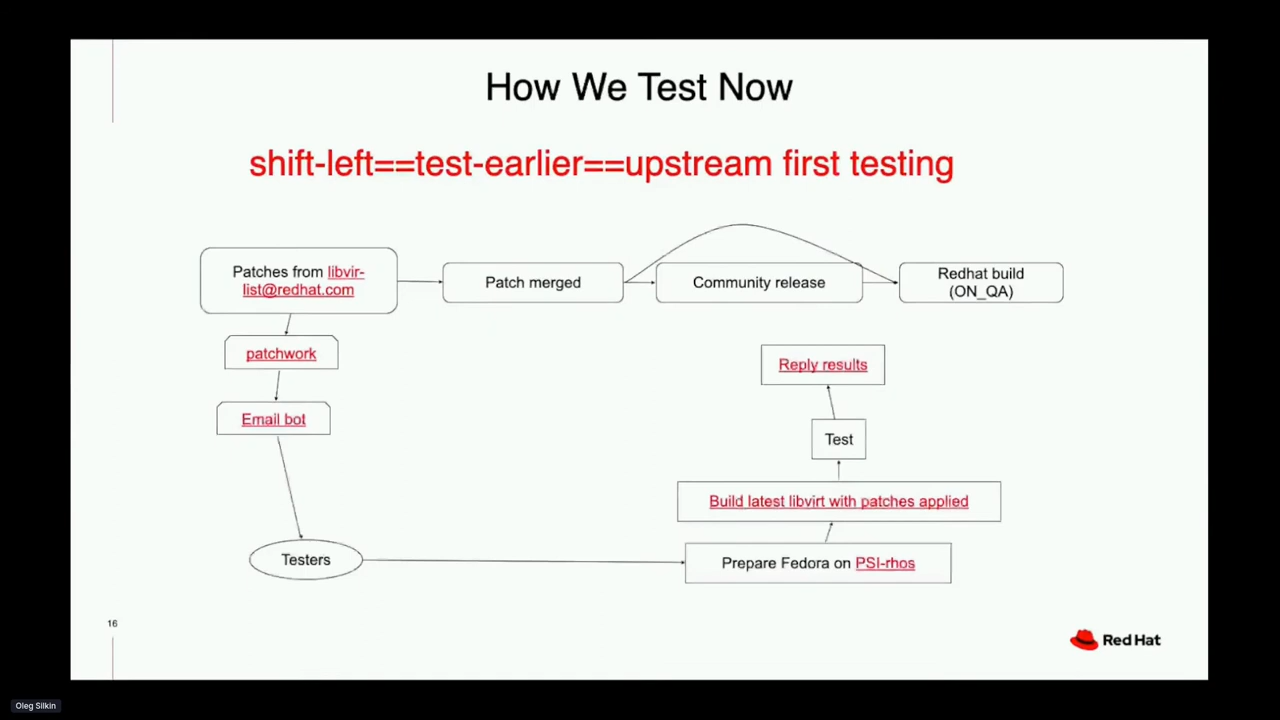 How We Test Now
shift-left==test-earlier==upstream first testing
Patches from libvir-
list@redhat.com
Patch merged
Community release
Redhat build
(ON_QA)
patchwork
Email bot
Testers
Reply results
Test
Build latest libvirt with patches applied
Prepare Fedora on PSI-rhos
16
Red Hat
Oleg Silkin